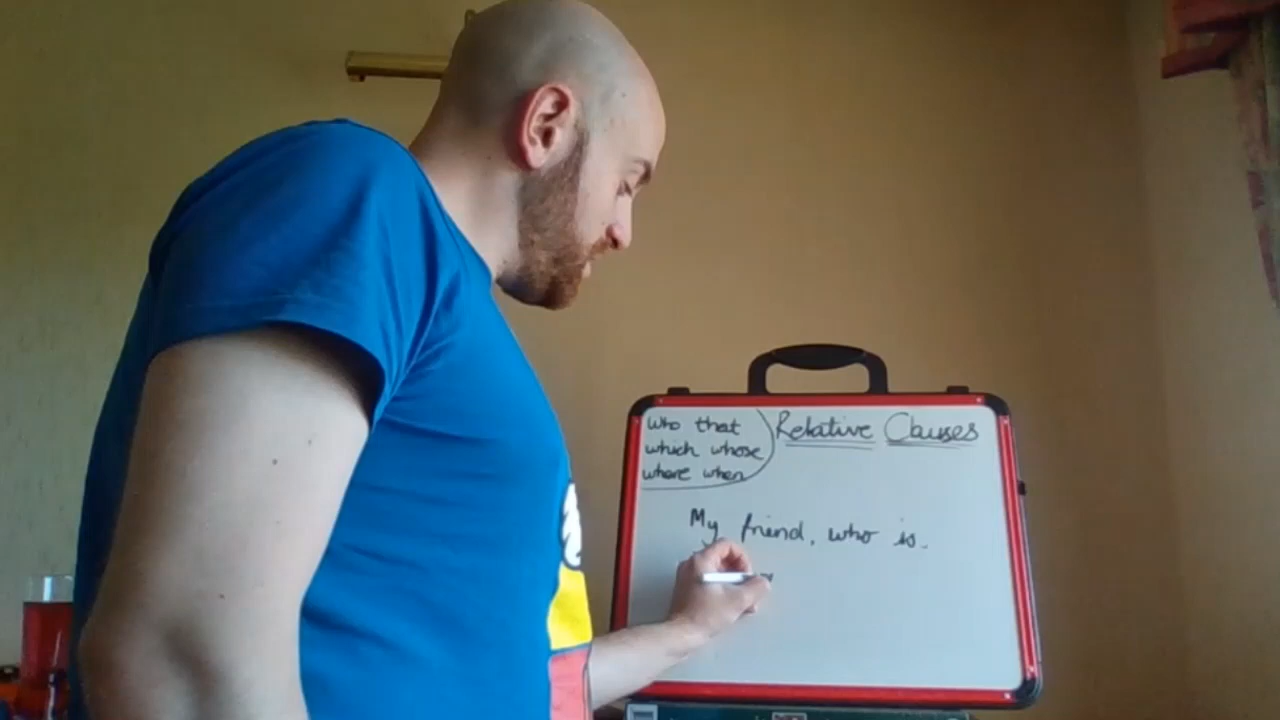 who that
which whose
where when
Relative Clauses
My friend, who is